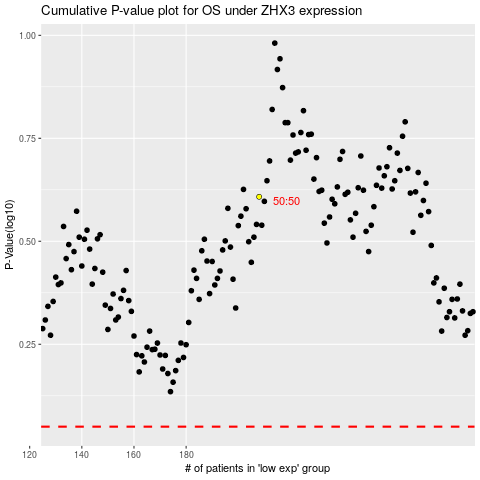 Cumulative P-value plot for OS under ZHX3 expression
1.00
0.75
0.50
0.25
P-Value(log10)
50:50
120 140 160 180
# of patients in 'low exp' group